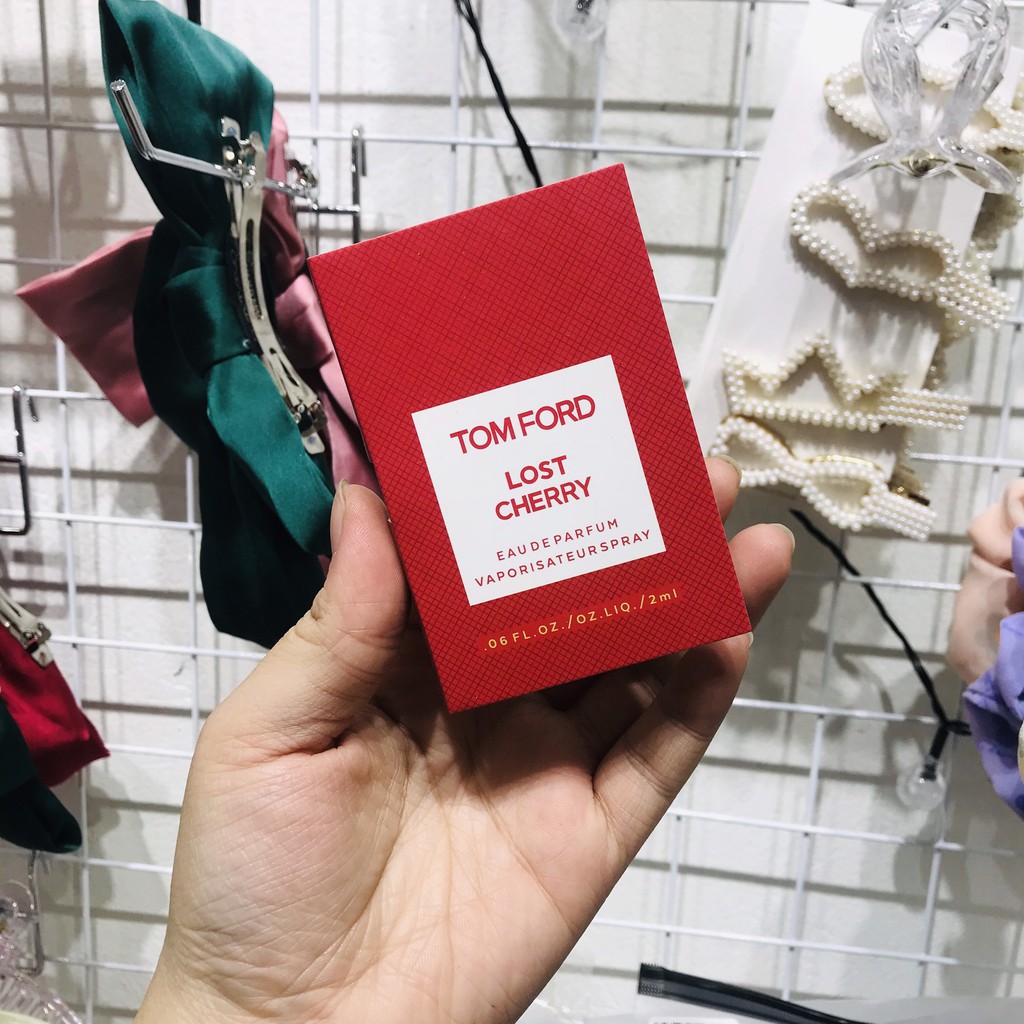 TOM FORD
LOST
CHERRY
EAU DE PARFUM
VAPORISATEUR SPRAY
.06 FL.OZ./OZ.LIQ./2ml